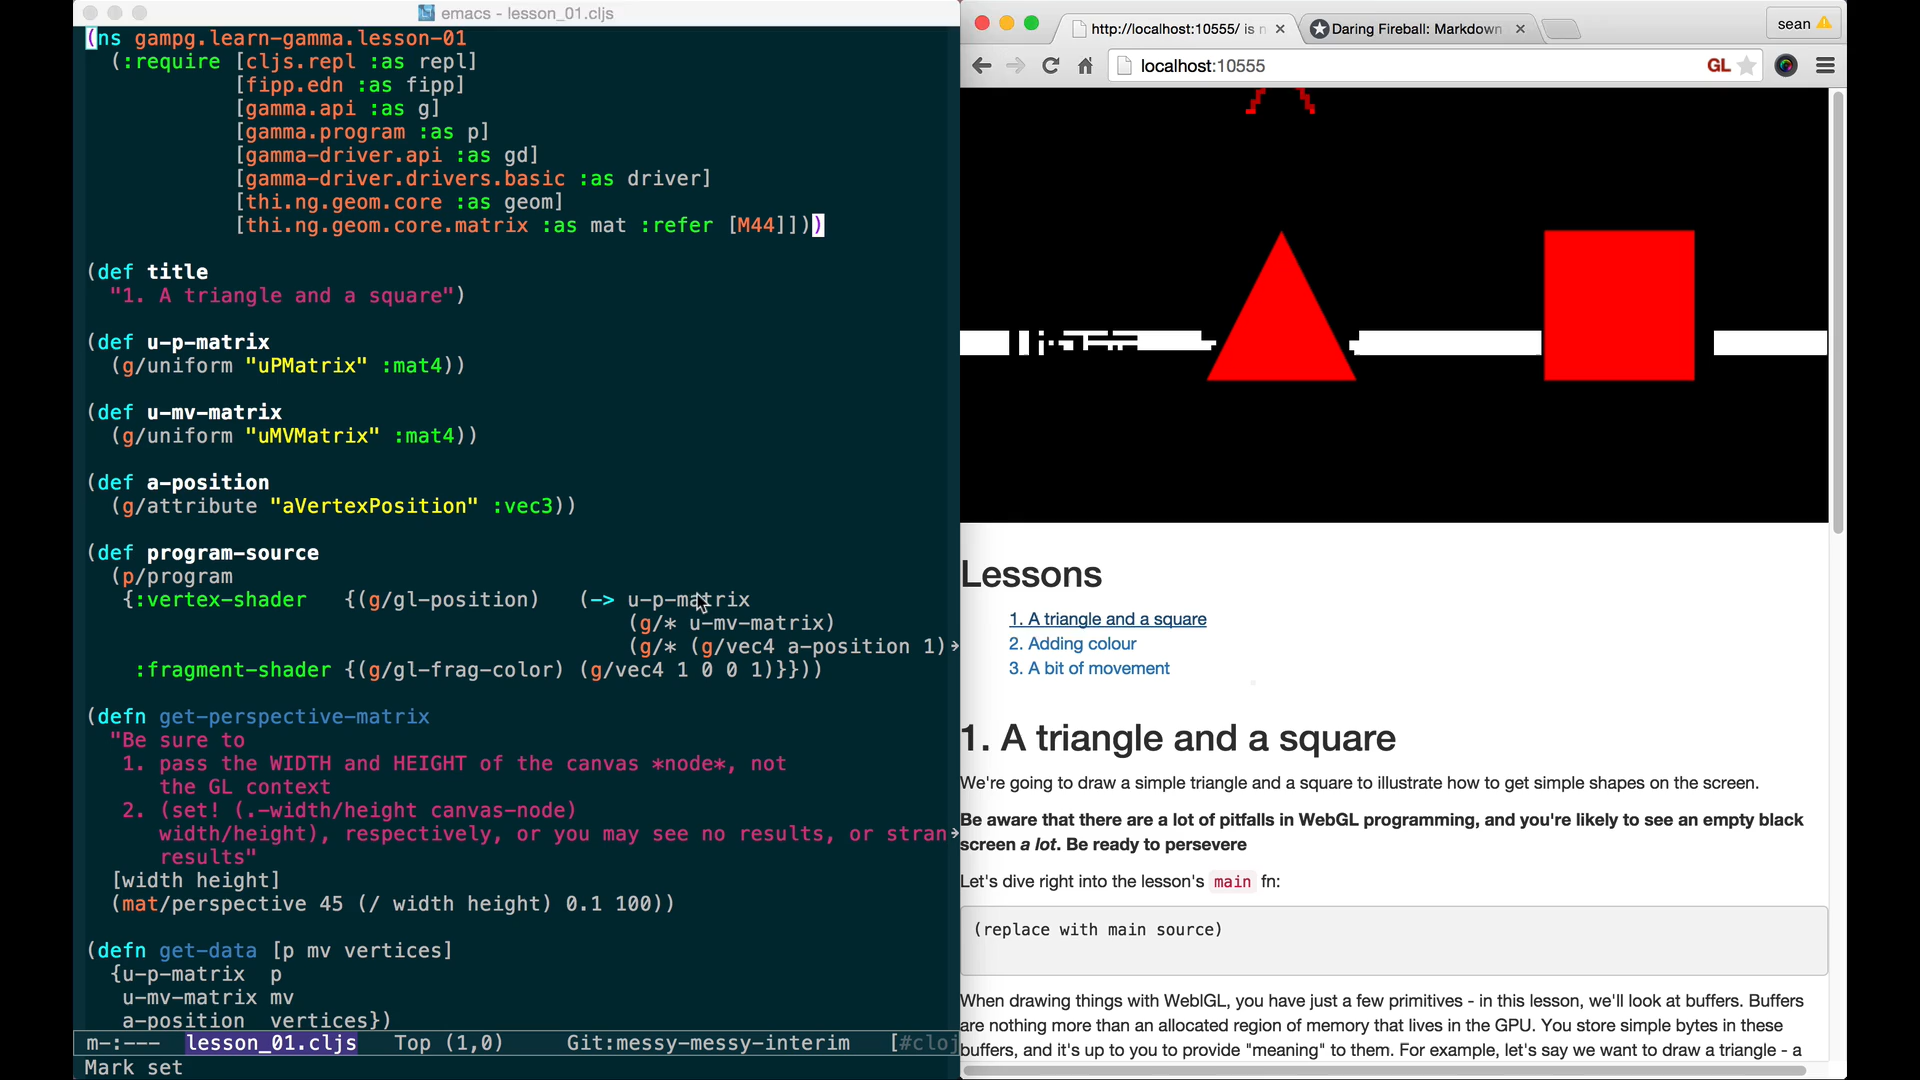 emacs - lesson_01.cljs
(ns gampg.learn-gamma.lesson-01
(:require [cljs.repl :as repl]
[fipp.edn :as fipp]
[gamma.api :as g]
[gamma.program :as p]
[gamma-driver.api :as gd]
[gamma-driver.drivers.basic :as driver]
[thi.ng.geom.core :as geom]
[thi.ng.geom.core.matrix :as mat :refer [M44]]))
(def title
"1. A triangle and a square")
(def u-p-matrix
(g/uniform "uPMatrix" :mat4))
(def u-mv-matrix
(g/uniform "uMVMatrix" :mat4))
(def a-position
(g/attribute "aVertexPosition" :vec3))
(def program-source
(p/program
{:vertex-shader {(g/gl-position) (-> u-p-matrix
(g/* u-mv-matrix)
(g/* (g/vec4 a-position 1)
:fragment-shader {(g/gl-frag-color) (g/vec4 1 0 0 1)}}))
(defn get-perspective-matrix
"Be sure to
1. pass the WIDTH and HEIGHT of the canvas *node*, not
the GL context
2. (set! (.-width/height canvas-node)
width/height), respectively, or you may see no results, or stran
results"
[width height]
(mat/perspective 45 (/ width height) 0.1 100))
(defn get-data [p mv vertices]
{u-p-matrix p
u-mv-matrix mv
a-position vertices})
m-:--- lesson_01.cljs Top (1,0) Git:messy-messy-interim [#cloj
Mark set
http://localhost:10555/ is n
Daring Fireball: Markdown
sean
localhost:10555
GL
Lessons
1. A triangle and a square
2. Adding colour
3. A bit of movement
1. A triangle and a square
We're going to draw a simple triangle and a square to illustrate how to get simple shapes on the screen.
Be aware that there are a lot of pitfalls in WebGL programming, and you're likely to see an empty black
screen a lot. Be ready to persevere
Let's dive right into the lesson's main fn:
(replace with main source)
When drawing things with WeblGL, you have just a few primitives - in this lesson, we'll look at buffers. Buffers
are nothing more than an allocated region of memory that lives in the GPU. You store simple bytes in these
buffers, and it's up to you to provide "meaning" to them. For example, let's say we want to draw a triangle - a